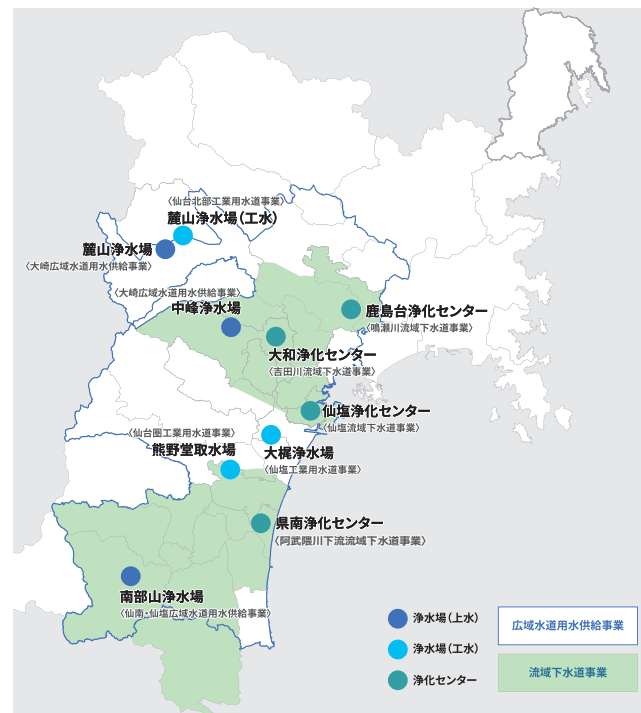 〈仙台北部工業用水道事業〉
麓山浄水場（工水）
麓山浄水場
〈大崎広域水道用水供給事業〉
〈大崎広域水道用水供給事業〉
中峰浄水場
鹿島台浄化センター
〈鳴瀬川流域下水道事業〉
大和浄化センター
〈吉田川流域下水道事業〉
仙塩浄化センター
〈仙塩流域下水道事業〉
〈仙台圏工業用水道事業〉
熊野堂取水場
大梶浄水場
〈仙塩工業用水道事業〉
県南浄化センター
〈阿武隈川下流流域下水道事業〉
南部山浄水場
〈仙南・仙塩広域水道用水供給事業〉
浄水場（上水）
浄水場（工水）
浄化センター
広域水道用水供給事業
流域下水道事業